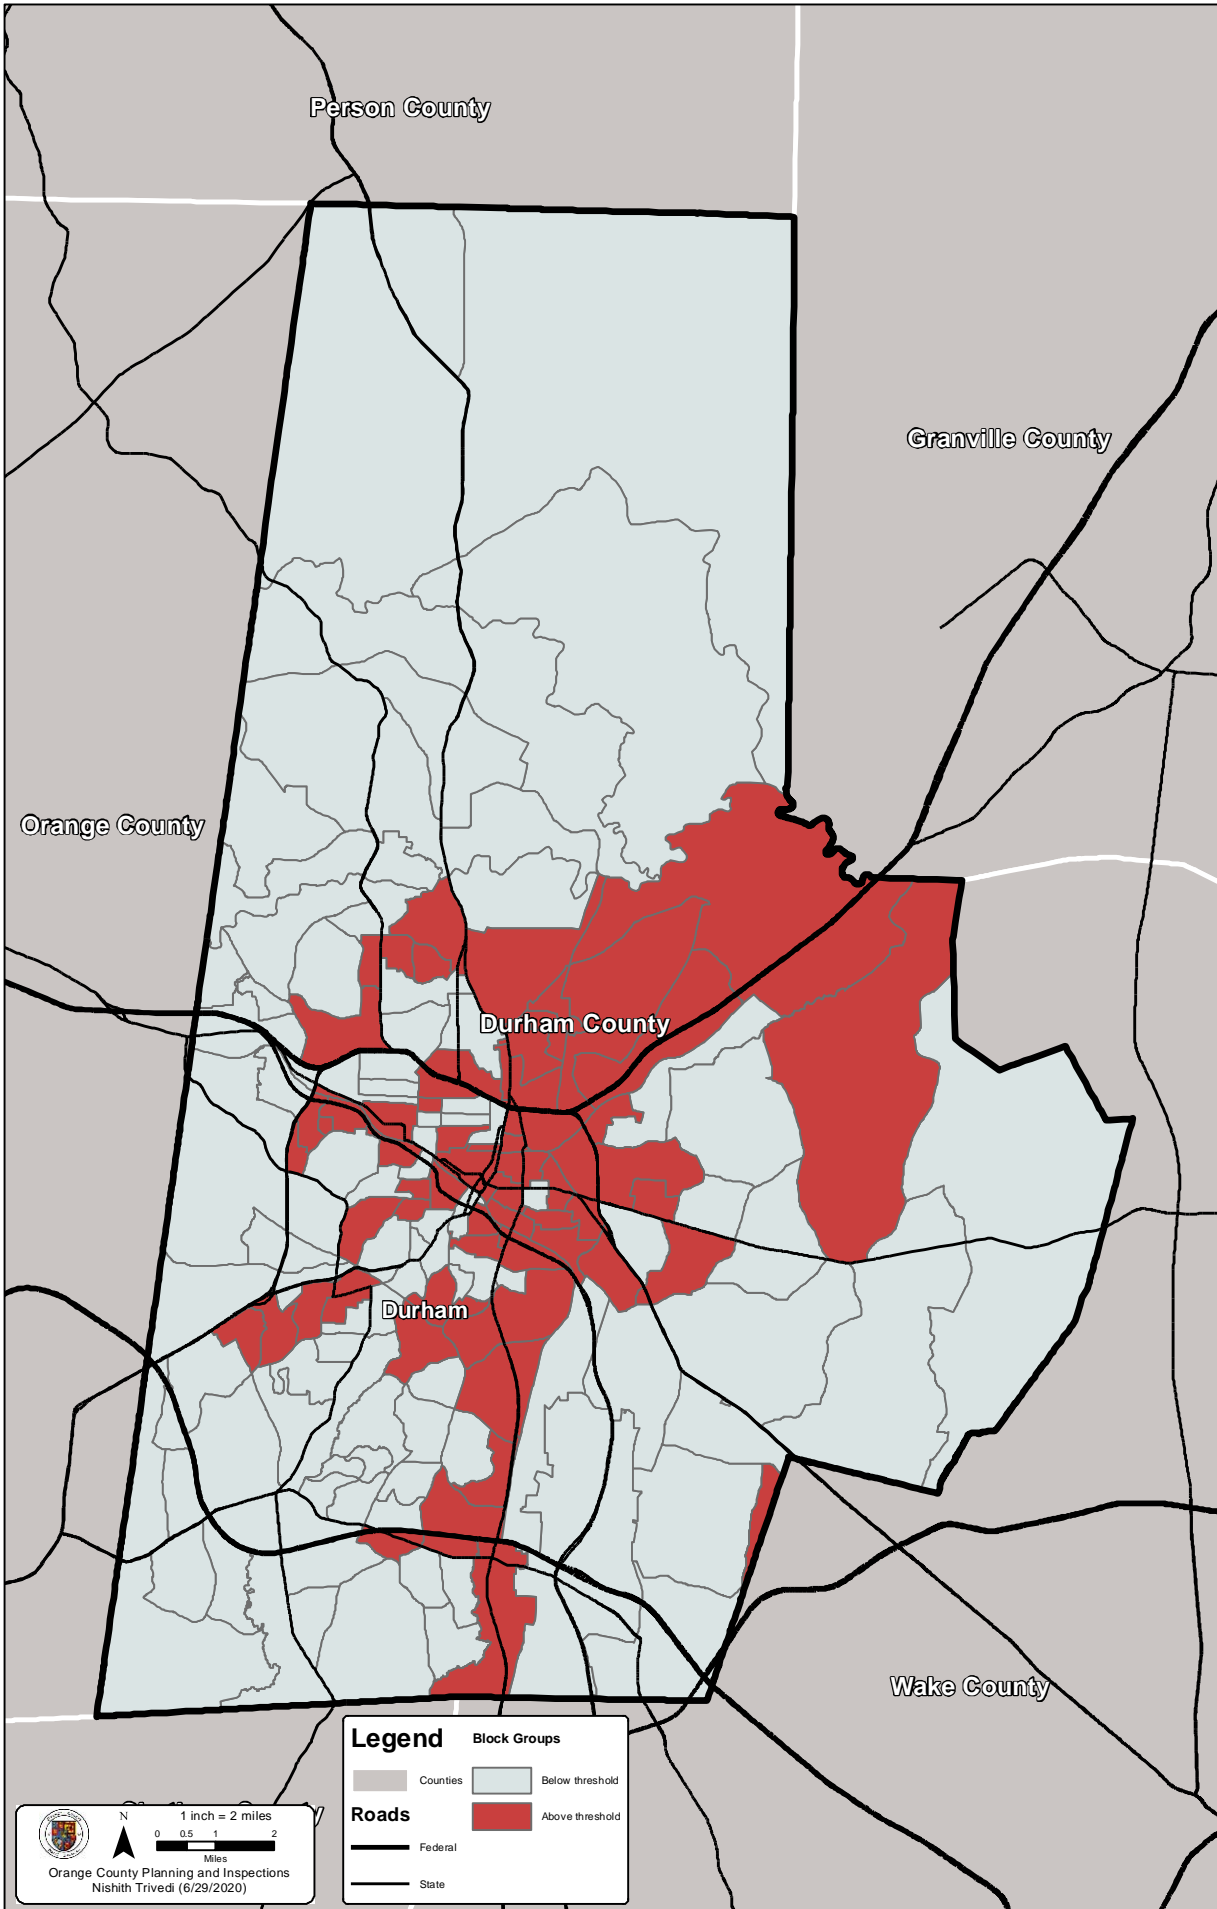 Person County
Granville County
Orange County
Durham County
Durham
Wake County
Legend
Block Groups
Counties
Below threshold
Roads
Above threshold
Federal
State
N
1 inch = 2 miles
0 0.5 1 2
Miles
Orange County Planning and Inspections
Nishith Trivedi (6/29/2020)